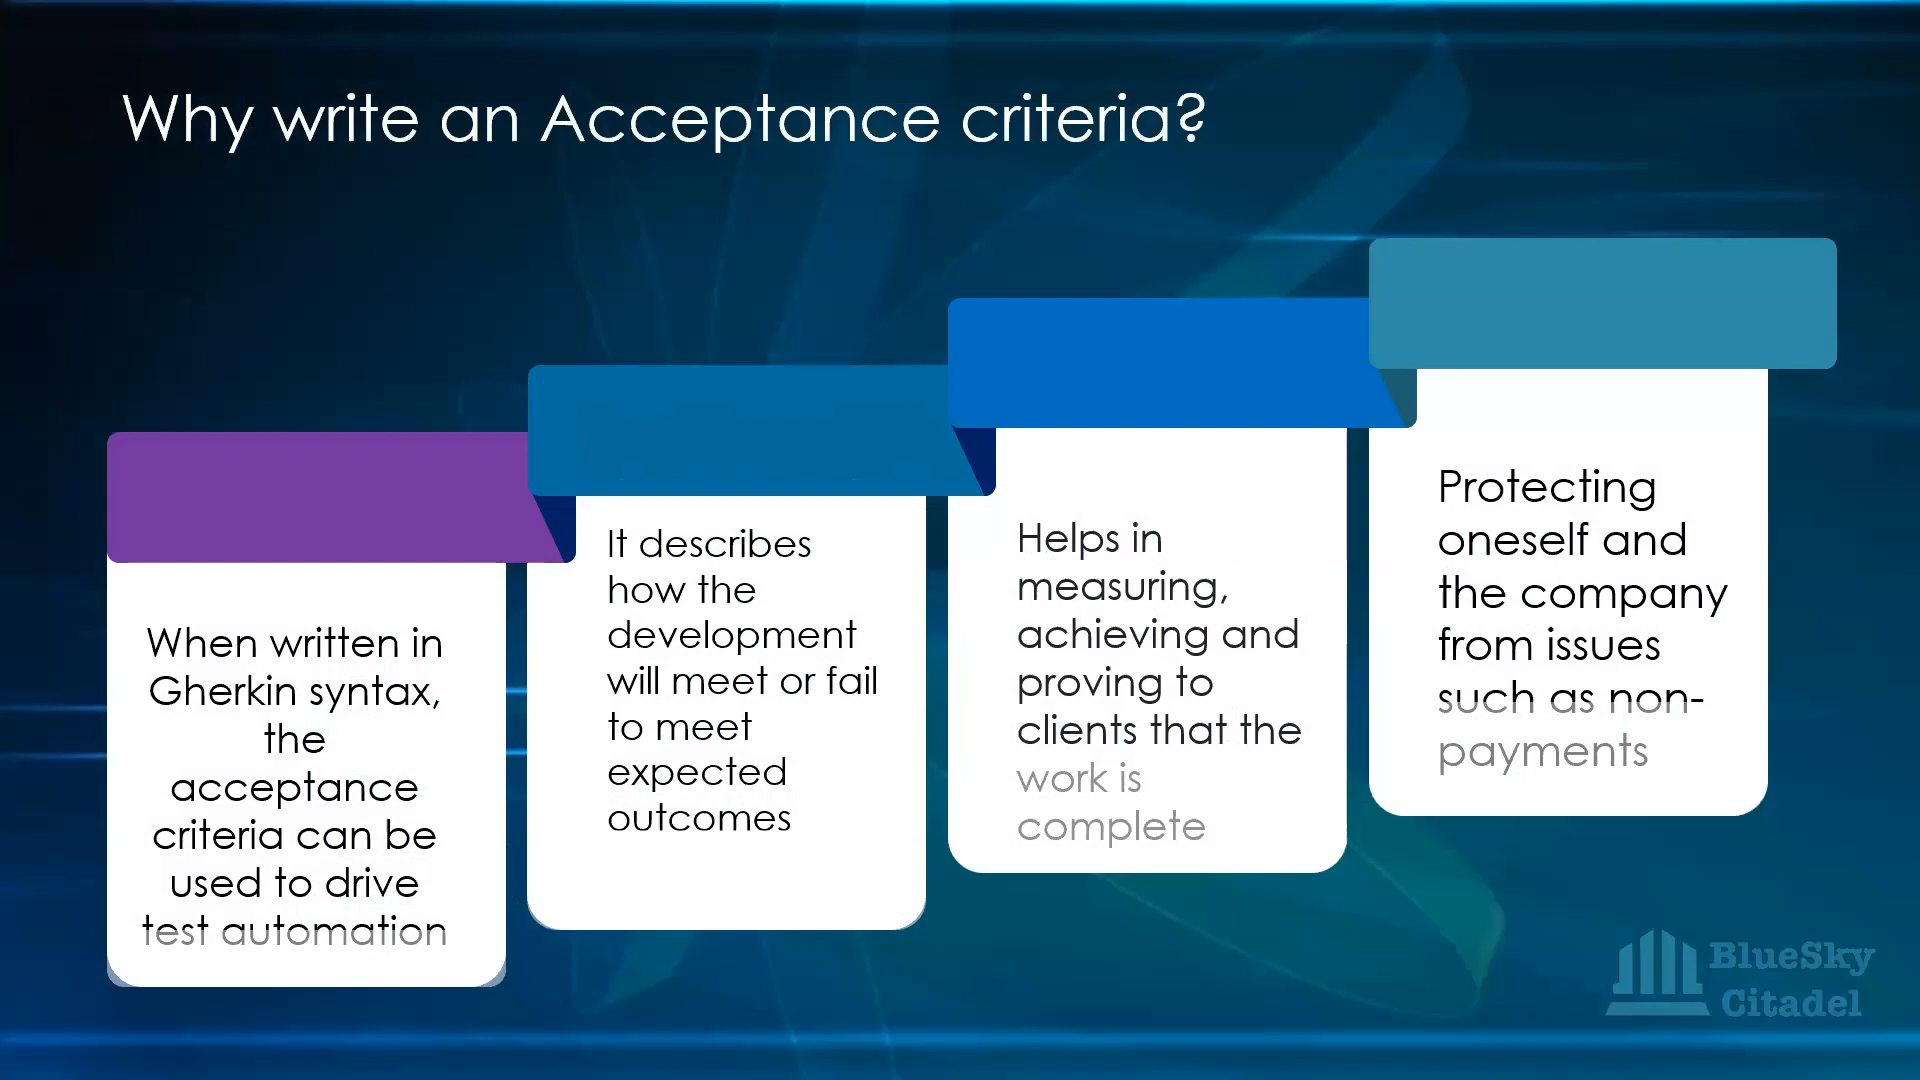 Why write an Acceptance criteria?
When written in
Gherkin syntax,
the
acceptance
criteria can be
used to drive
test automation
It describes
how the
development
will meet or fail
to meet
expected
outcomes
Helps in
measuring,
achieving and
proving to
clients that the
work is
complete
Protecting
oneself and
the company
from issues
such as non-
payments
BlueSky
Citadel